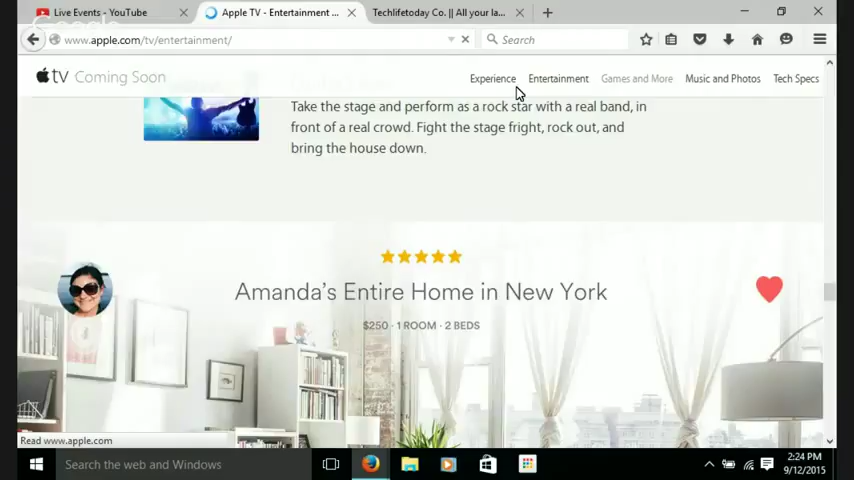 Live Events - YouTube
Apple TV - Entertainment ...
Techlifetoday Co. || All your la...
Google
www.apple.com/tv/entertainment/
Search
tv Coming Soon
Experience
Entertainment
Games and More
Music and Photos
Tech Specs
Take the stage and perform as a rock star with a real band, in
front of a real crowd. Fight the stage fright, rock out, and
bring the house down.
Amanda's Entire Home in New York
$250 · 1 ROOM · 2 BEDS
Read www.apple.com
Search the web and Windows
2:24 PM
9/12/2015